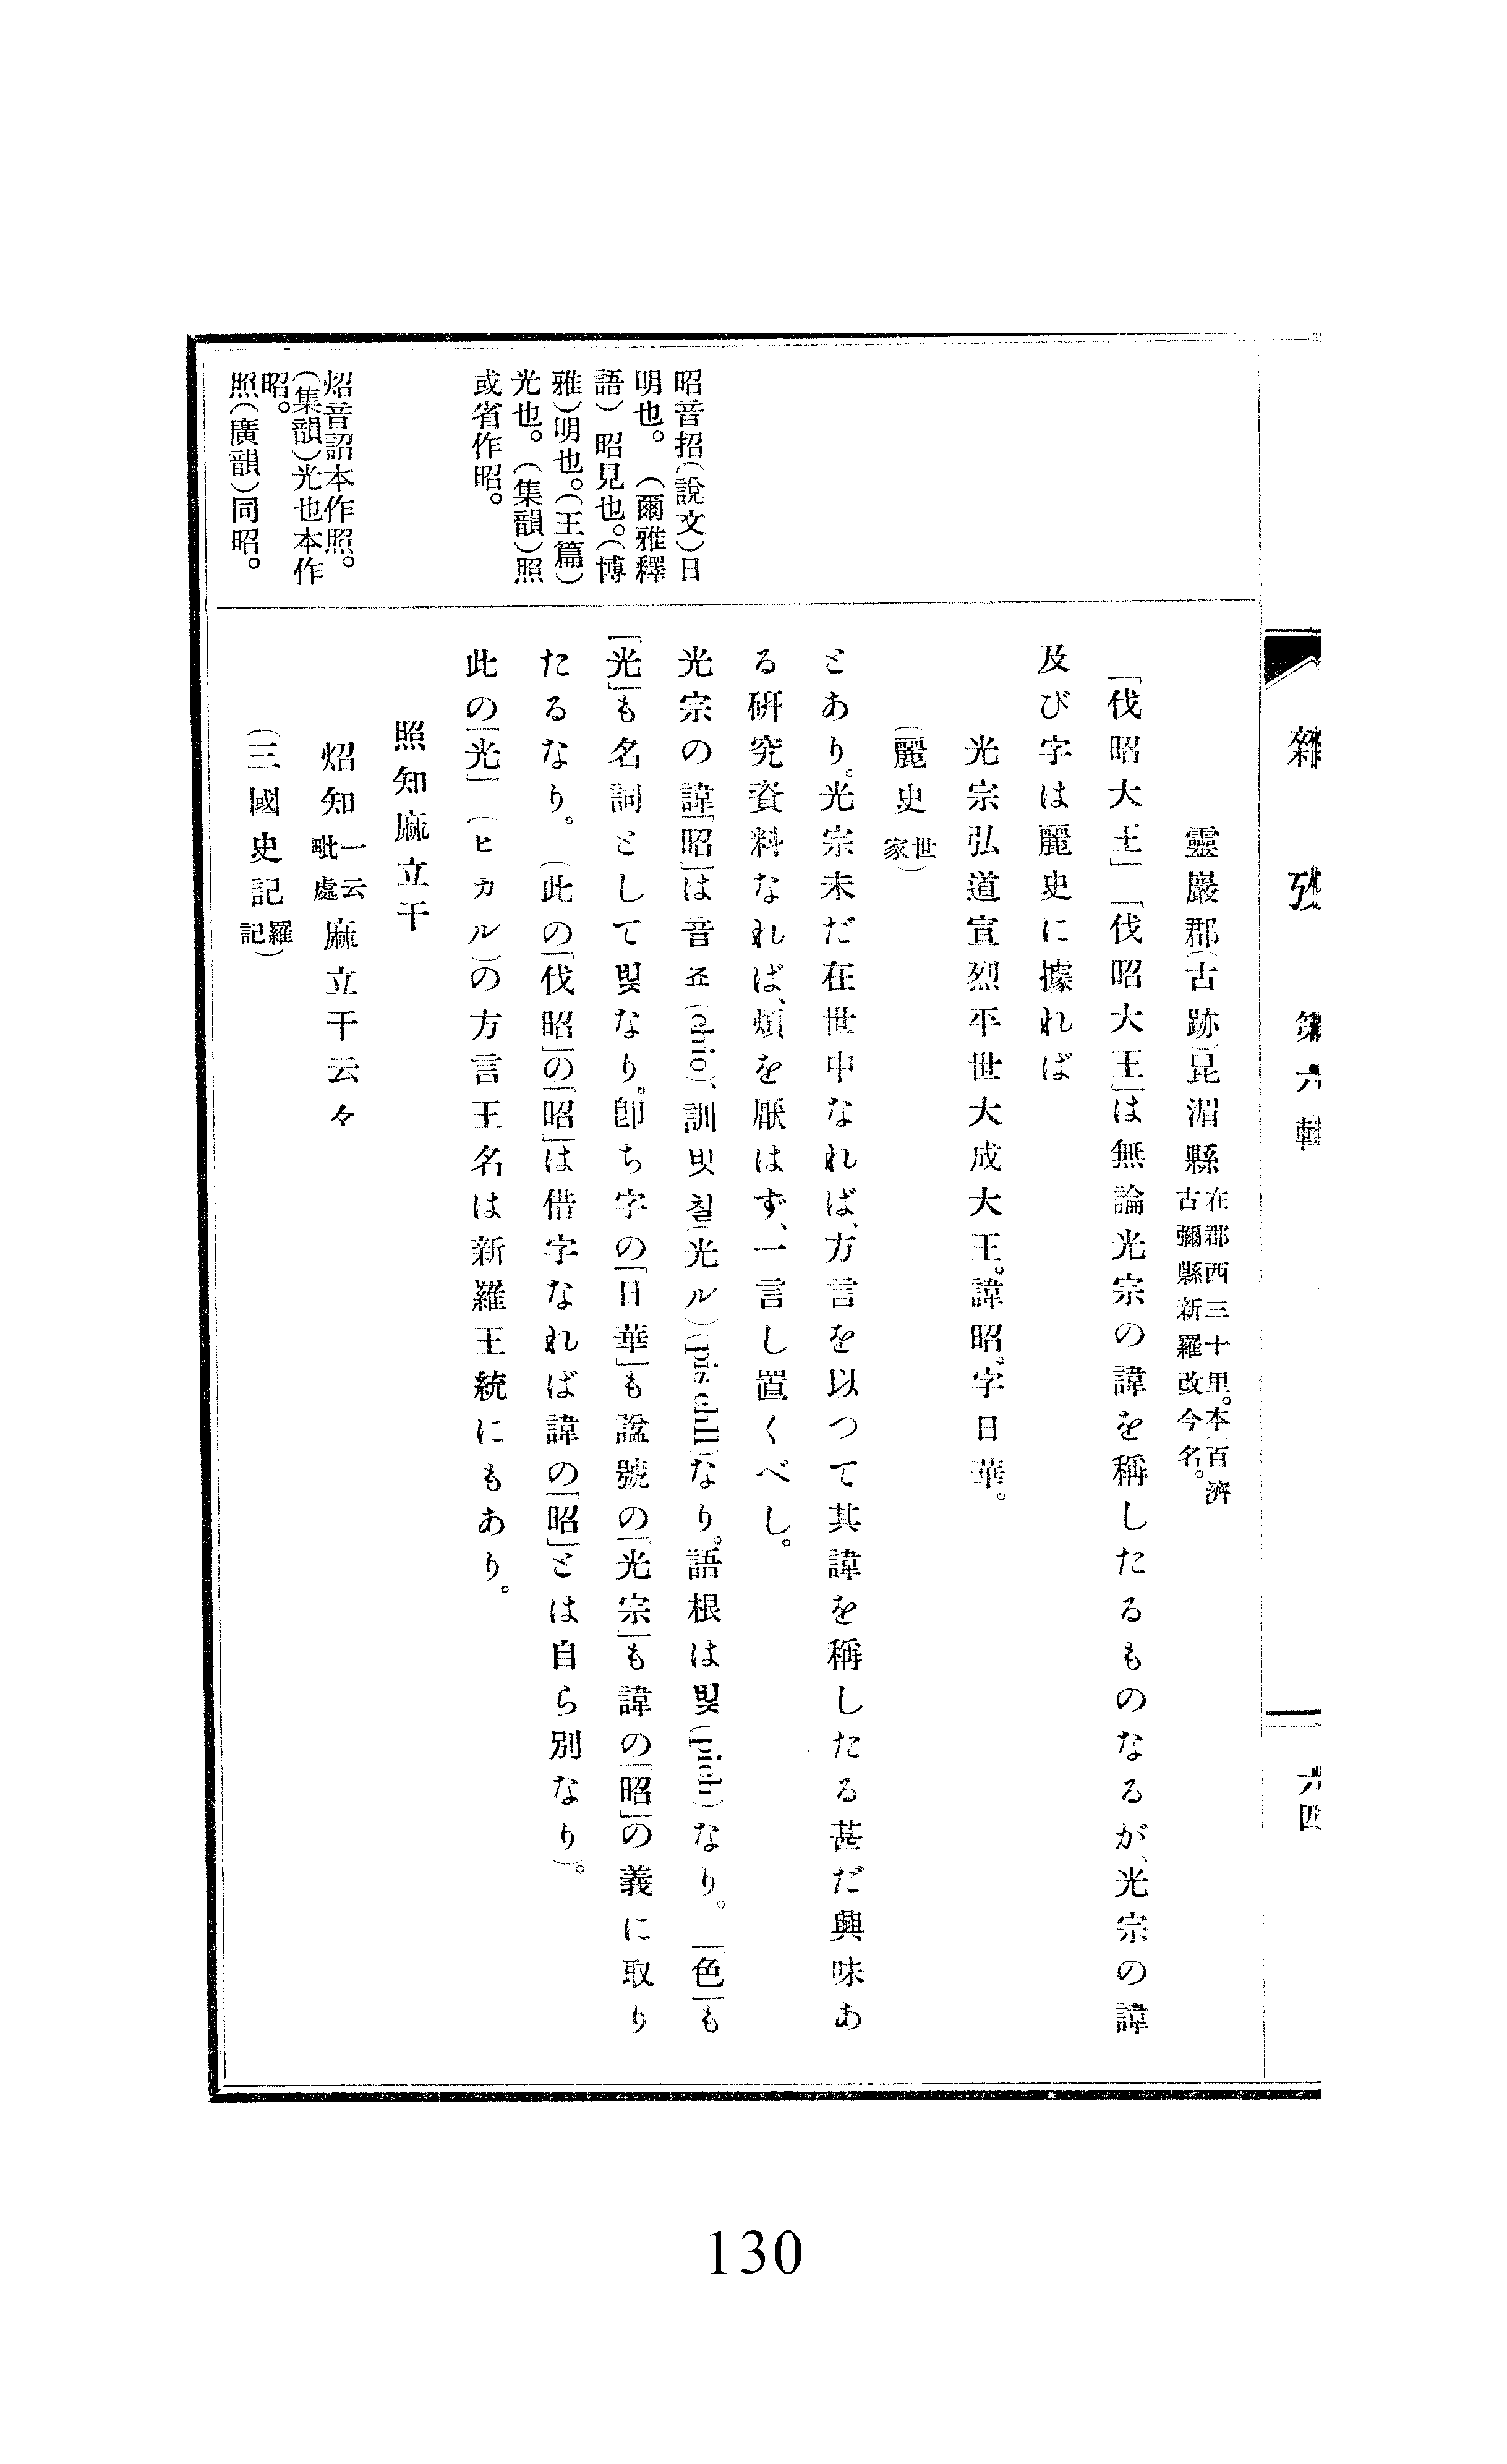 雜攷 第六輯
六四
靈巖郡(古跡)昆湄縣在郡西三十里。本百濟古彌縣新羅改今名。
「伐昭大王」「伐昭大王」は無論光宗の諱を稱したるものなるが、光宗の諱
及び字は麗史に據れば
光宗弘道宣烈平世大成大王。諱昭。字日華。
(麗史世家)
とあり。光宗未だ在世中なれば、方言を以つて其諱を稱したる甚だ興味あ
る硏究資料なれば、煩を厭はず、一言し置くべし。
光宗の諱「昭」は音죠(chio)、訓빗칠(光ル)(pis chil)なり。語根は빛(pich)なり。「色」も
「光」も名詞として빛なり。卽ち字の「日華」も諡號の「光宗」も諱の「昭」の義に取り
たるなり。(此の「伐昭」の「昭」は借字なれば諱の「昭」とは自ら別なり)。
此の「光」(ヒカル)の方言王名は新羅王統にもあり。
照知麻立干
炤知一云毗處麻立干云々
(三國史記羅記)
昭音招(說文)日
明也。(爾雅釋
語)昭見也。(博
雅)明也。(玉篇)
光也。(集韻)照
或省作昭。
炤音詔本作照。
(集韻)光也本作
昭。
照(廣韻)同昭。
130